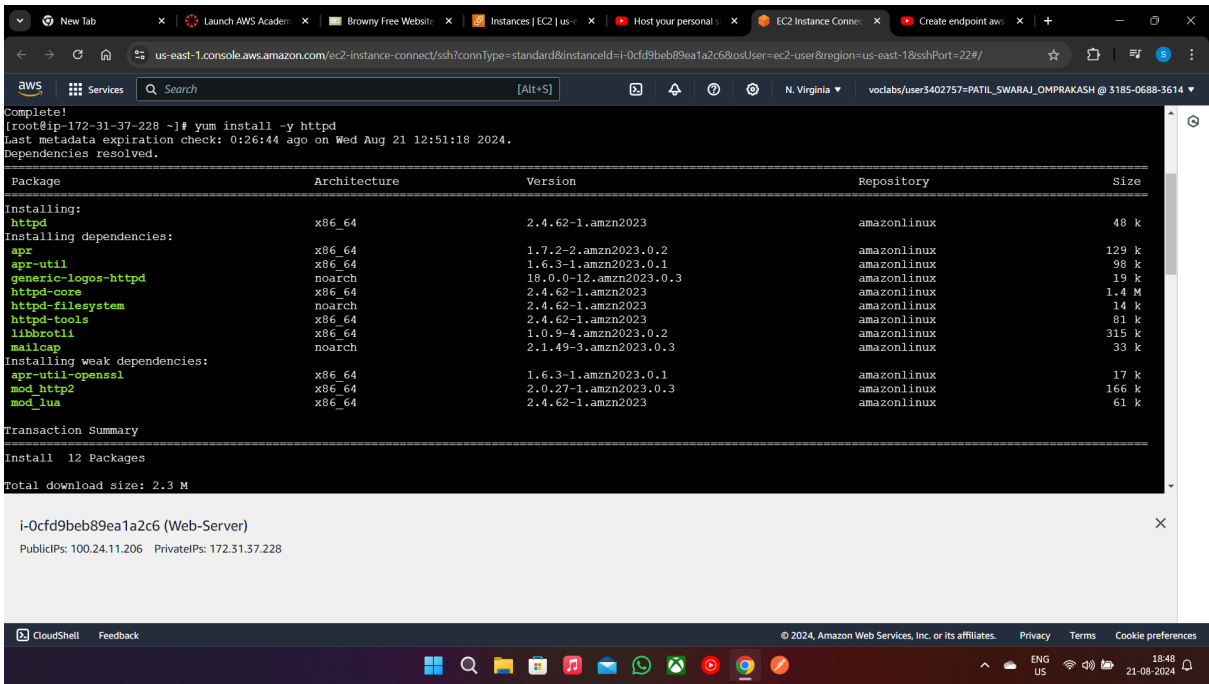 New Tab
Launch AWS Academ
Browny Free Website
Instances | EC2 | us-e
Host your personal s
EC2 Instance Connec
Create endpoint aws
us-east-1.console.aws.amazon.com/ec2-instance-connect/ssh?connType=standard&instanceId=i-0cfd9beb89ea1a2c6&osUser=ec2-user&region=us-east-1&sshPort=22#/
S
aws Services Search [Alt+S] N. Virginia ▼ voclabs/user3402757=PATIL_SWARAJ_OMPRAKASH @ 3185-0688-3614 ▼
Complete!
[root@ip-172-31-37-228 ~]# yum install -y httpd
Last metadata expiration check: 0:26:44 ago on Wed Aug 21 12:51:18 2024.
Dependencies resolved.
Package Architecture Version Repository Size
Installing:
httpd x86_64 2.4.62-1.amzn2023 amazonlinux 48 k
Installing dependencies:
apr x86_64 1.7.2-2.amzn2023.0.2 amazonlinux 129 k
apr-util x86_64 1.6.3-1.amzn2023.0.1 amazonlinux 98 k
generic-logos-httpd noarch 18.0.0-12.amzn2023.0.3 amazonlinux 19 k
httpd-core x86_64 2.4.62-1.amzn2023 amazonlinux 1.4 M
httpd-filesystem noarch 2.4.62-1.amzn2023 amazonlinux 14 k
httpd-tools x86_64 2.4.62-1.amzn2023 amazonlinux 81 k
libbrotli x86_64 1.0.9-4.amzn2023.0.2 amazonlinux 315 k
mailcap noarch 2.1.49-3.amzn2023.0.3 amazonlinux 33 k
Installing weak dependencies:
apr-util-openssl x86_64 1.6.3-1.amzn2023.0.1 amazonlinux 17 k
mod_http2 x86_64 2.0.27-1.amzn2023.0.3 amazonlinux 166 k
mod_lua x86_64 2.4.62-1.amzn2023 amazonlinux 61 k
Transaction Summary
Install 12 Packages
Total download size: 2.3 M
i-0cfd9beb89ea1a2c6 (Web-Server)
PublicIPs: 100.24.11.206 PrivateIPs: 172.31.37.228
CloudShell Feedback © 2024, Amazon Web Services, Inc. or its affiliates. Privacy Terms Cookie preferences
ENG
US
18:48
21-08-2024